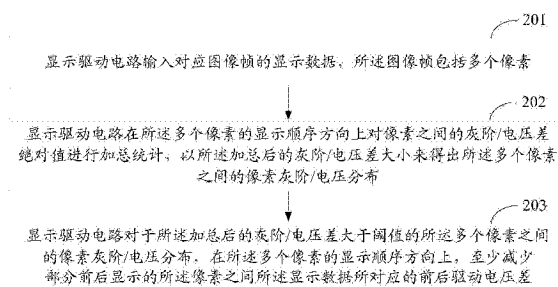 201
显示驱动电路输入对应图像帧的显示数据，所述图像帧包括多个像素
202
显示驱动电路在所述多个像素的显示顺序方向上对像素之间的灰阶/电压差
绝对值进行加总统计，以所述加总后的灰阶/电压差大小来得出所述多个像素
之间的像素灰阶/电压分布
203
显示驱动电路对于所述加总后的灰阶/电压差大于阈值的所述多个像素之间
的像素灰阶/电压分布，在所述多个像素的显示顺序方向上，至少减少
部分前后显示的所述像素之间所述显示数据所对应的前后驱动电压差